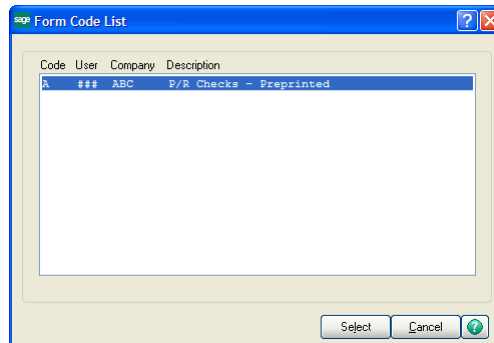 sage Form Code List
Code User Company Description
A ### ABC P/R Checks - Preprinted
Select Cancel